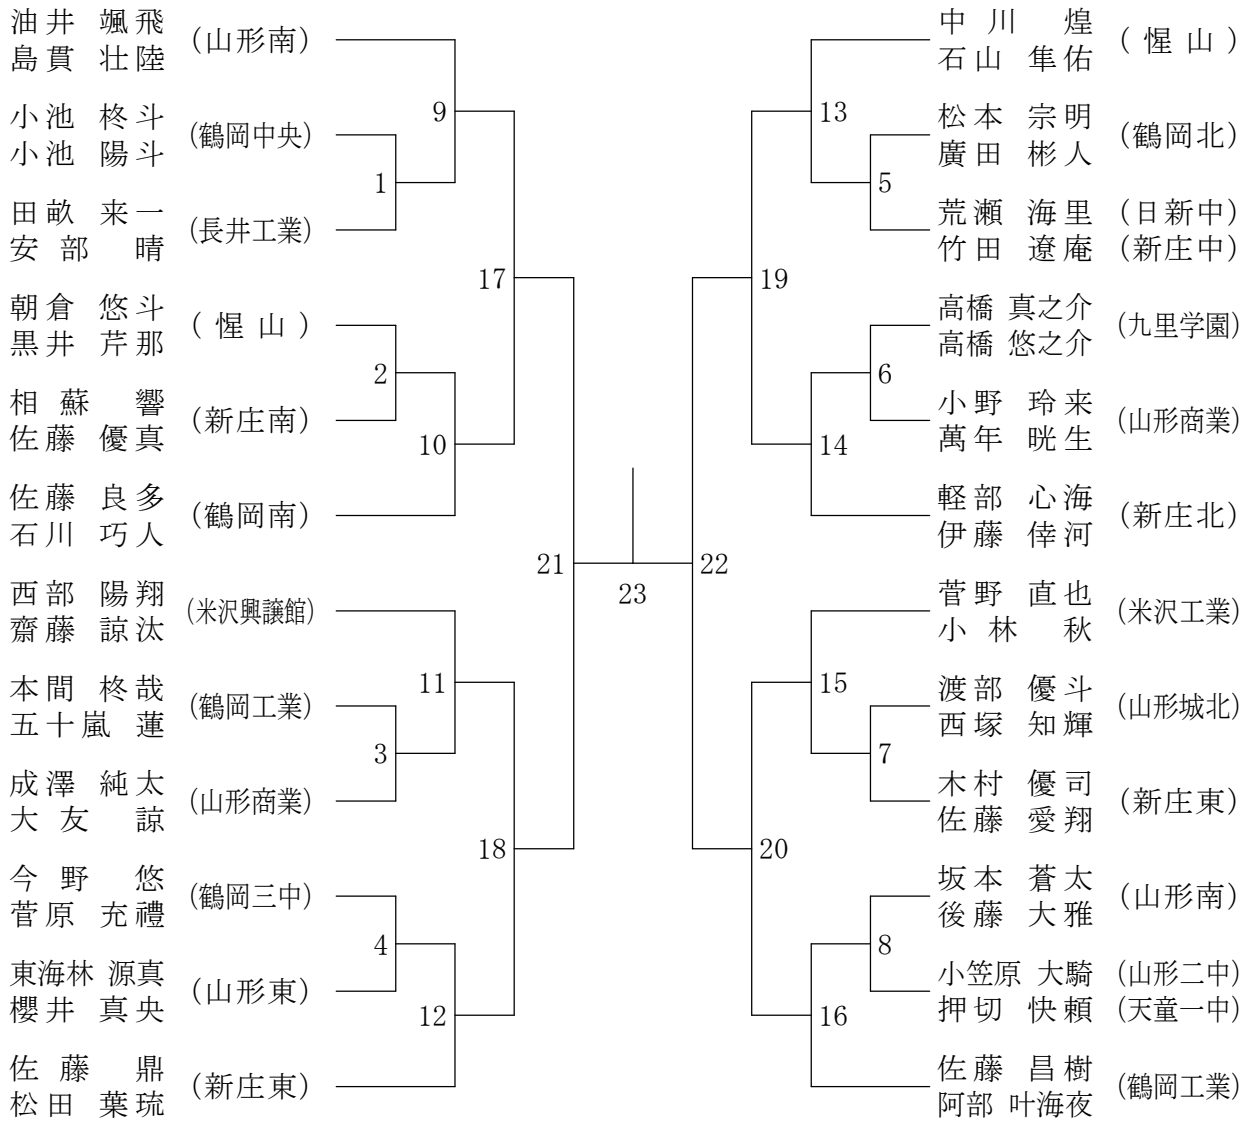 油井 颯飛
島貫 壮陸
(山形南)
小池 柊斗
小池 陽斗
(鶴岡中央)
田畝 来一
安部 晴
(長井工業)
朝倉 悠斗
黒井 芹那
(惺山)
相蘇 響
佐藤 優真
(新庄南)
佐藤 良多
石川 巧人
(鶴岡南)
西部 陽翔
齋藤 諒汰
(米沢興譲館)
本間 柊哉
五十嵐 蓮
(鶴岡工業)
成澤 純太
大友 諒
(山形商業)
今野 悠
菅原 充禮
(鶴岡三中)
東海林 源真
櫻井 真央
(山形東)
佐藤 鼎
松田 葉琉
(新庄東)
1
2
3
4
9
10
11
12
17
18
21
23
22
19
20
13
14
15
16
5
6
7
8
中川 煌
石山 隼佑
(惺山)
松本 宗明
廣田 彬人
(鶴岡北)
荒瀬 海里 (日新中)
竹田 遼庵 (新庄中)
高橋 真之介
高橋 悠之介
(九里学園)
小野 玲来
萬年 晄生
(山形商業)
軽部 心海
伊藤 倖河
(新庄北)
菅野 直也
小林 秋
(米沢工業)
渡部 優斗
西塚 知輝
(山形城北)
木村 優司
佐藤 愛翔
(新庄東)
坂本 蒼太
後藤 大雅
(山形南)
小笠原 大騎 (山形二中)
押切 快頼 (天童一中)
佐藤 昌樹
阿部 叶海夜
(鶴岡工業)